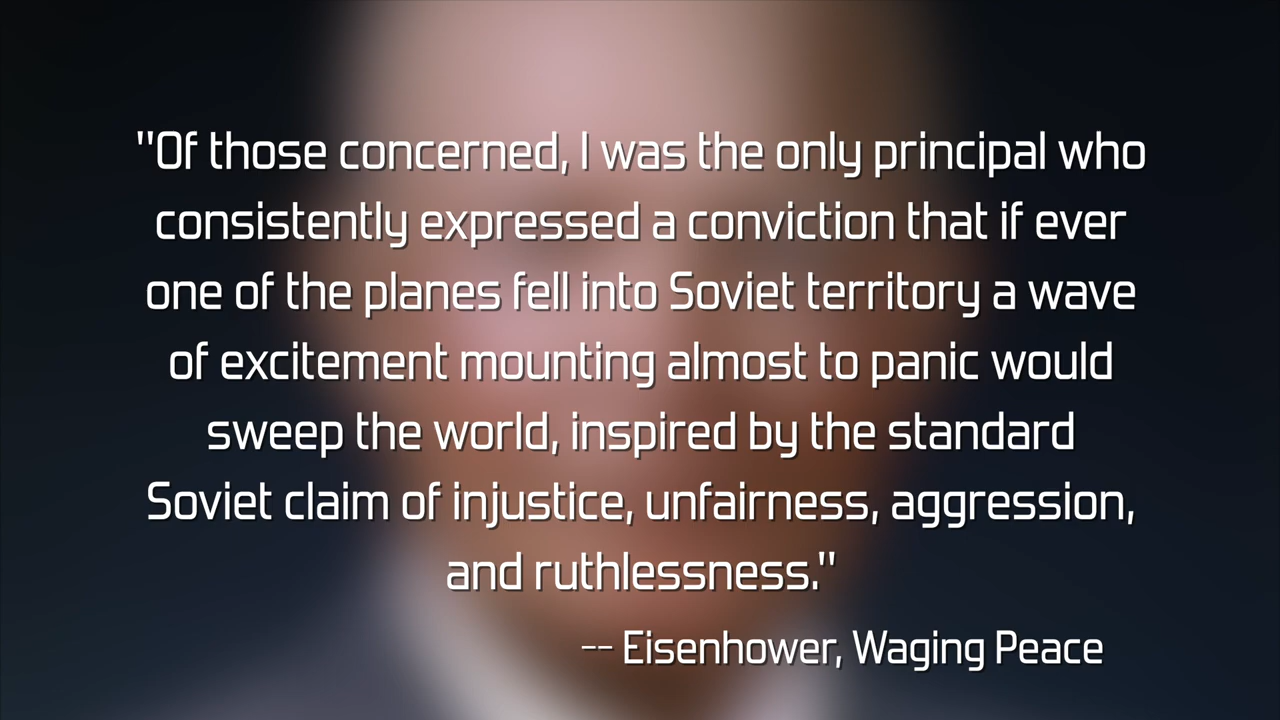 "Of those concerned, I was the only principal who
consistently expressed a conviction that if ever
one of the planes fell into Soviet territory a wave
of excitement mounting almost to panic would
sweep the world, inspired by the standard
Soviet claim of injustice, unfairness, aggression,
and ruthlessness."
-- Eisenhower, Waging Peace